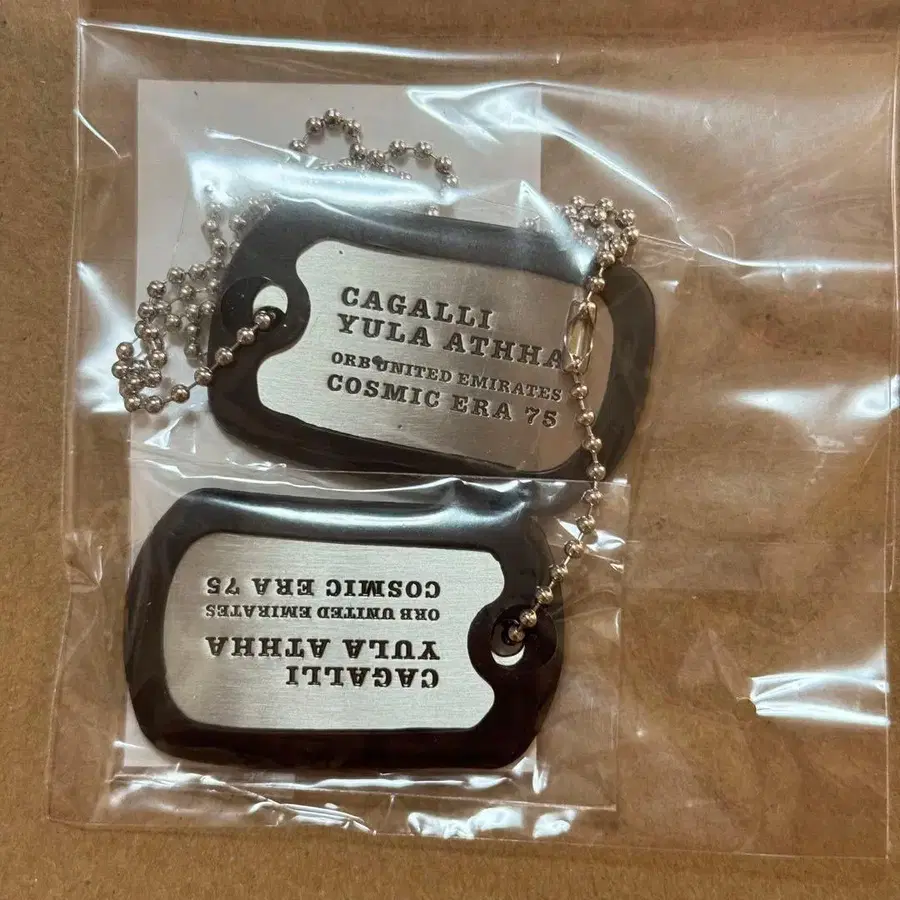 CAGALLI
YULA ATHHA
ORB UNITED EMIRATES
COSMIC ERA 75
CAGALLI
YULA ATHHA
ORB UNITED EMIRATES
COSMIC ERA 75